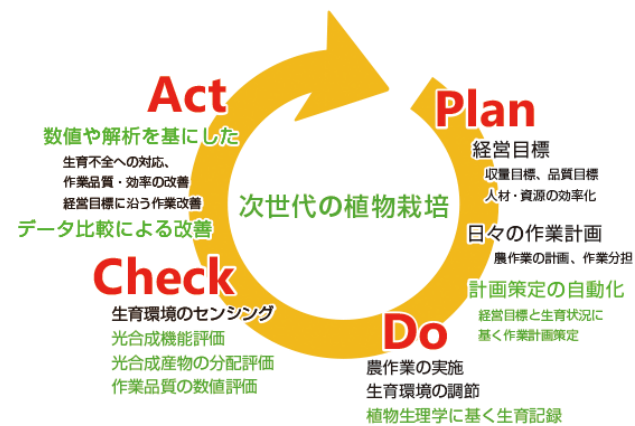 Plan
経営目標
収量目標、品質目標
人材・資源の効率化
日々の作業計画
農作業の計画、作業分担
計画策定の自動化
経営目標と生育状況に
基く作業計画策定
Do
農作業の実施
生育環境の調節
植物生理学に基く生育記録
Check
生育環境のセンシング
光合成機能評価
光合成産物の分配評価
作業品質の数値評価
Act
数値や解析を基にした
生育不全への対応、
作業品質・効率の改善
経営目標に沿う作業改善
データ比較による改善
次世代の植物栽培